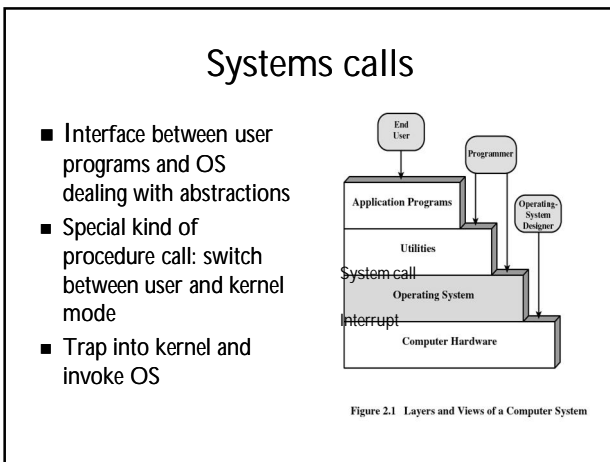 Systems calls
■ Interface between user
programs and OS
dealing with abstractions
■ Special kind of
procedure call: switch
between user and kernel
mode
■ Trap into kernel and
invoke OS
End
User
Programmer
Operating-
System
Designer
Application Programs
Utilities
System call
Operating System
Interrupt
Computer Hardware
Figure 2.1 Layers and Views of a Computer System